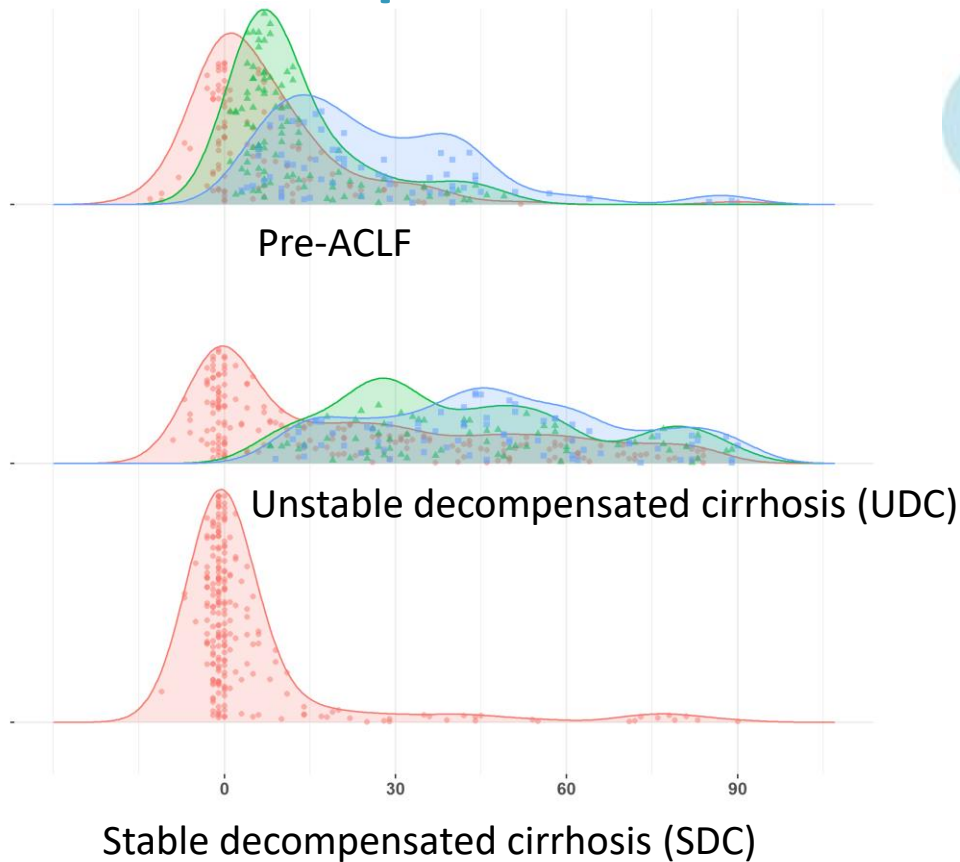 Pre-ACLF
Unstable decompensated cirrhosis (UDC)
0 30 60 90
Stable decompensated cirrhosis (SDC)